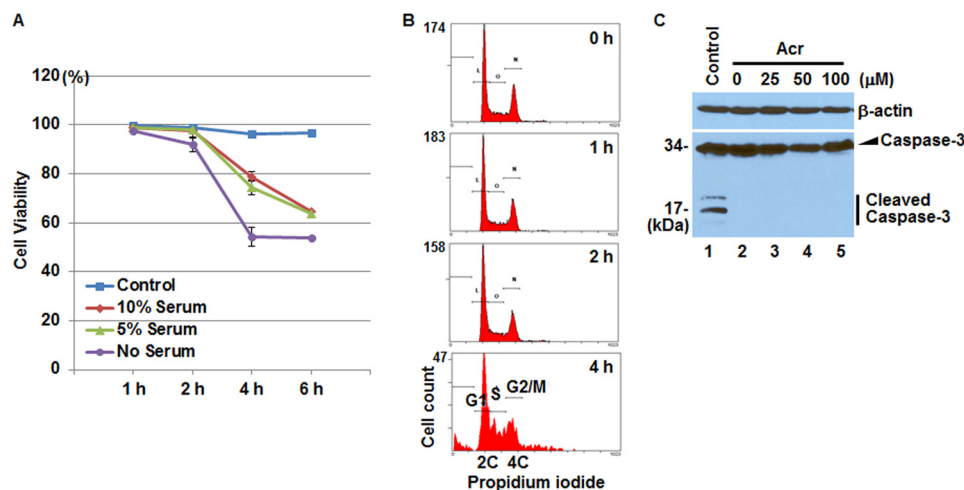 A
(%)
120
100
80
60
40
20
0
Cell Viability
Control
10% Serum
5% Serum
No Serum
1 h
2 h
4 h
6 h
B
174
0 h
L
O
N
183
1 h
L
O
N
158
2 h
L
O
N
47
4 h
G1
S
G2/M
Cell count
2C
4C
Propidium iodide
C
Control
Acr
0 25 50 100 (μM)
β-actin
34-
Caspase-3
17-
(kDa)
Cleaved
Caspase-3
1 2 3 4 5